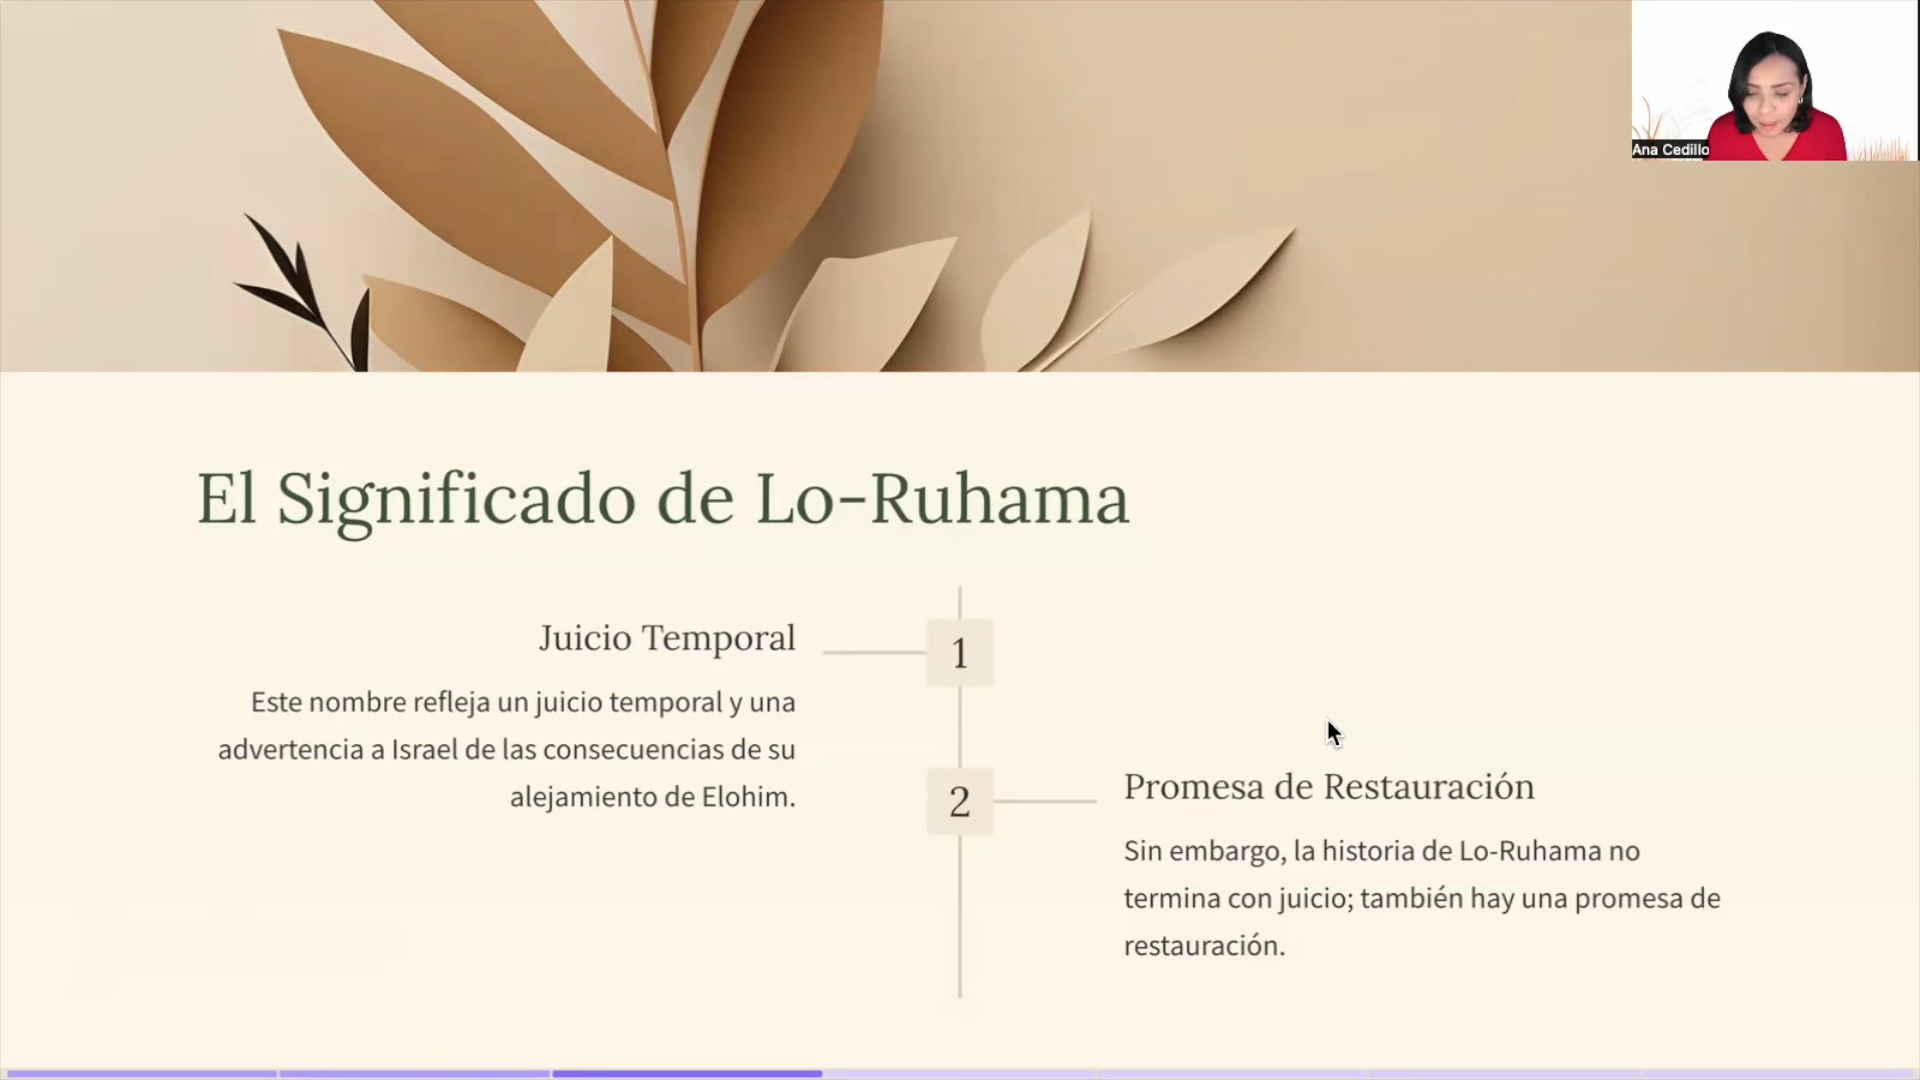 Ana Cedillo
El Significado de Lo-Ruhama
Juicio Temporal
1
Este nombre refleja un juicio temporal y una
advertencia a Israel de las consecuencias de su
alejamiento de Elohim.
2
Promesa de Restauración
Sin embargo, la historia de Lo-Ruhama no
termina con juicio; también hay una promesa de
restauración.